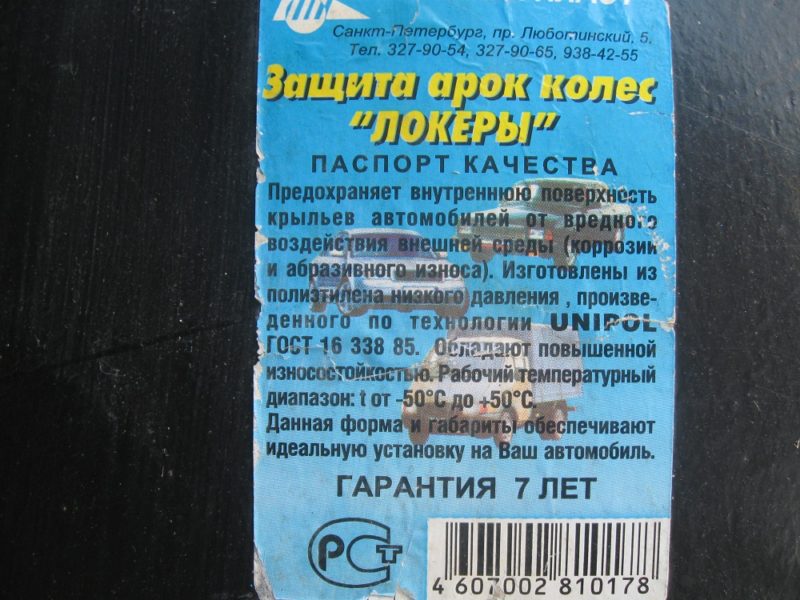 Санкт-Петербург, пр. Люботинский, 5.
Тел. 327-90-54, 327-90-65, 938-42-55
Защита арок колес
"ЛОКЕРЫ"
ПАСПОРТ КАЧЕСТВА
Предохраняет внутреннюю поверхность
крыльев автомобилей от вредного
воздействия внешней среды (коррозии
и абразивного износа). Изготовлены из
полиэтилена низкого давления , произве-
денного по технологии UNIPOL
ГОСТ 16 338 85. Обладают повышенной
износостойкостью. Рабочий температурный
диапазон: t от -50°C до +50°C.
Данная форма и габариты обеспечивают
идеальную установку на Ваш автомобиль.
ГАРАНТИЯ 7 ЛЕТ
РСТ
4 607002 810178